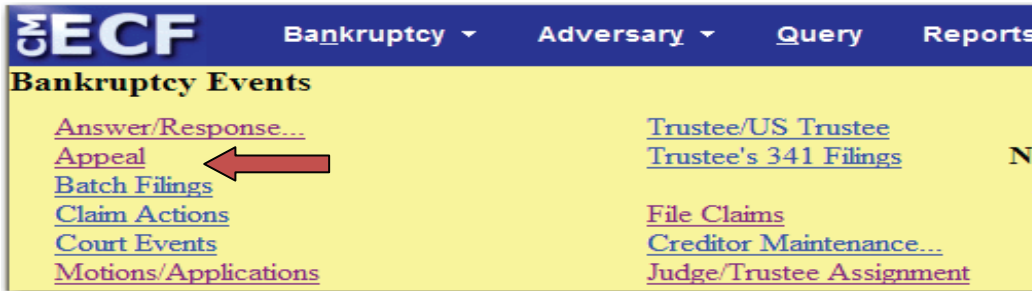 CM ECF Bankruptcy Adversary Query Reports
Bankruptcy Events
Answer/Response... Trustee/US Trustee
Appeal Trustee's 341 Filings N
Batch Filings
Claim Actions File Claims
Court Events Creditor Maintenance...
Motions/Applications Judge/Trustee Assignment